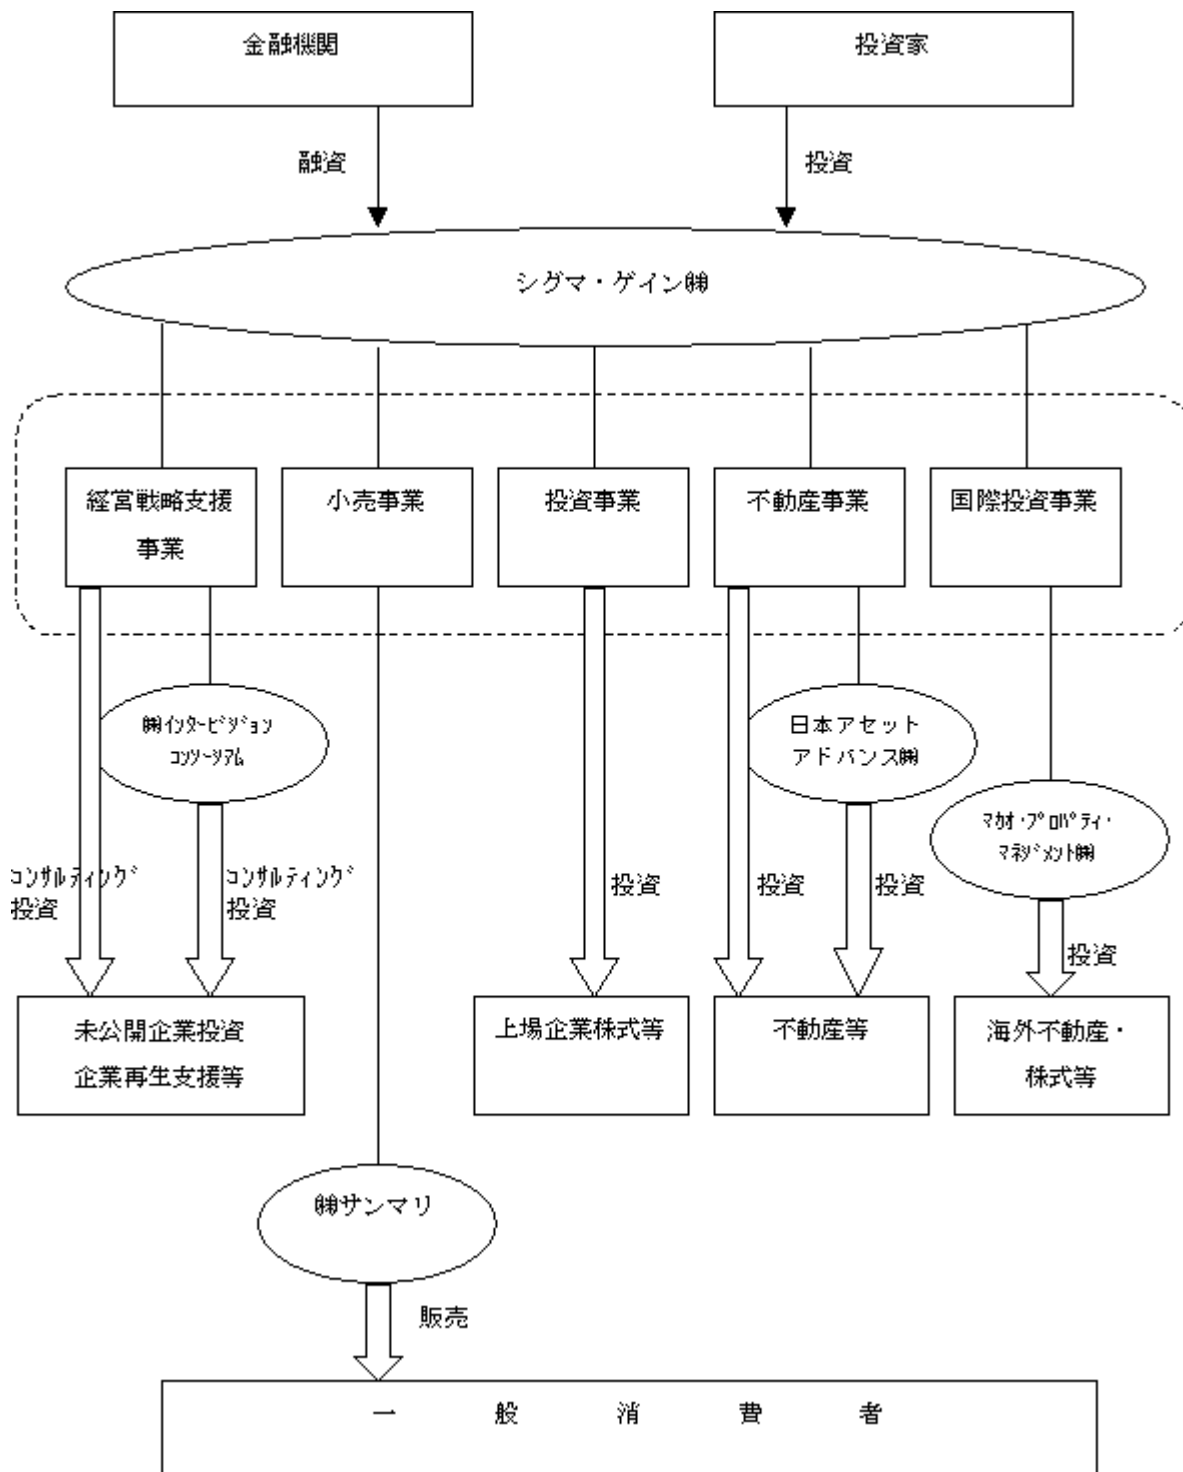 金融機関
投資家
融資
投資
シグマ・ゲイン㈱
経営戦略支援
事業
小売事業
投資事業
不動産事業
国際投資事業
㈱ｲﾝﾀｰﾋﾞｼﾞｮﾝ
ｺﾝｿｰｼｱﾑ
日本アセット
アドバンス㈱
ﾏｶｵ・ﾌﾟﾛﾊﾟﾃｨ・
ﾏﾈｼﾞﾒﾝﾄ㈱
ｺﾝｻﾙﾃｨﾝｸﾞ
投資
ｺﾝｻﾙﾃｨﾝｸﾞ
投資
投資
投資
投資
投資
未公開企業投資
企業再生支援等
上場企業株式等
不動産等
海外不動産・
株式等
㈱サンマリ
販売
一般消費者